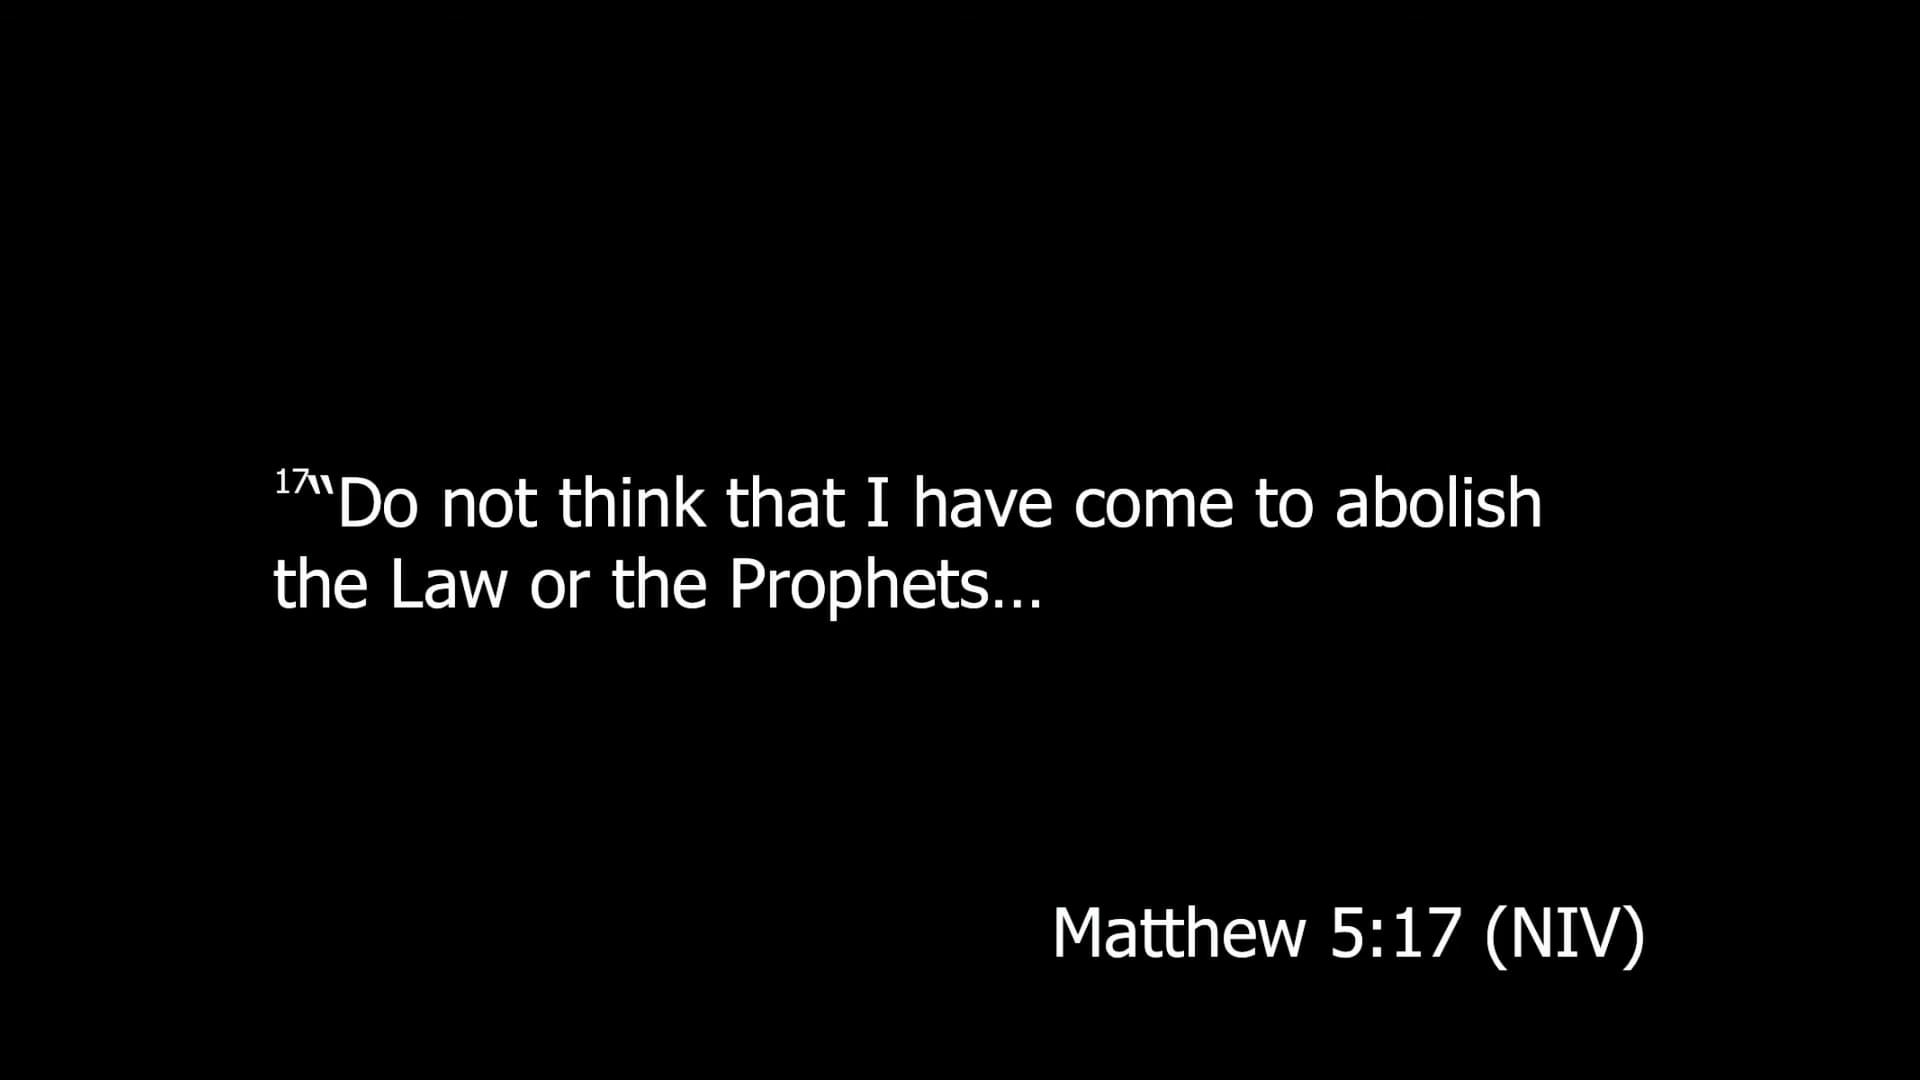 17“Do not think that I have come to abolish
the Law or the Prophets…
Matthew 5:17 (NIV)